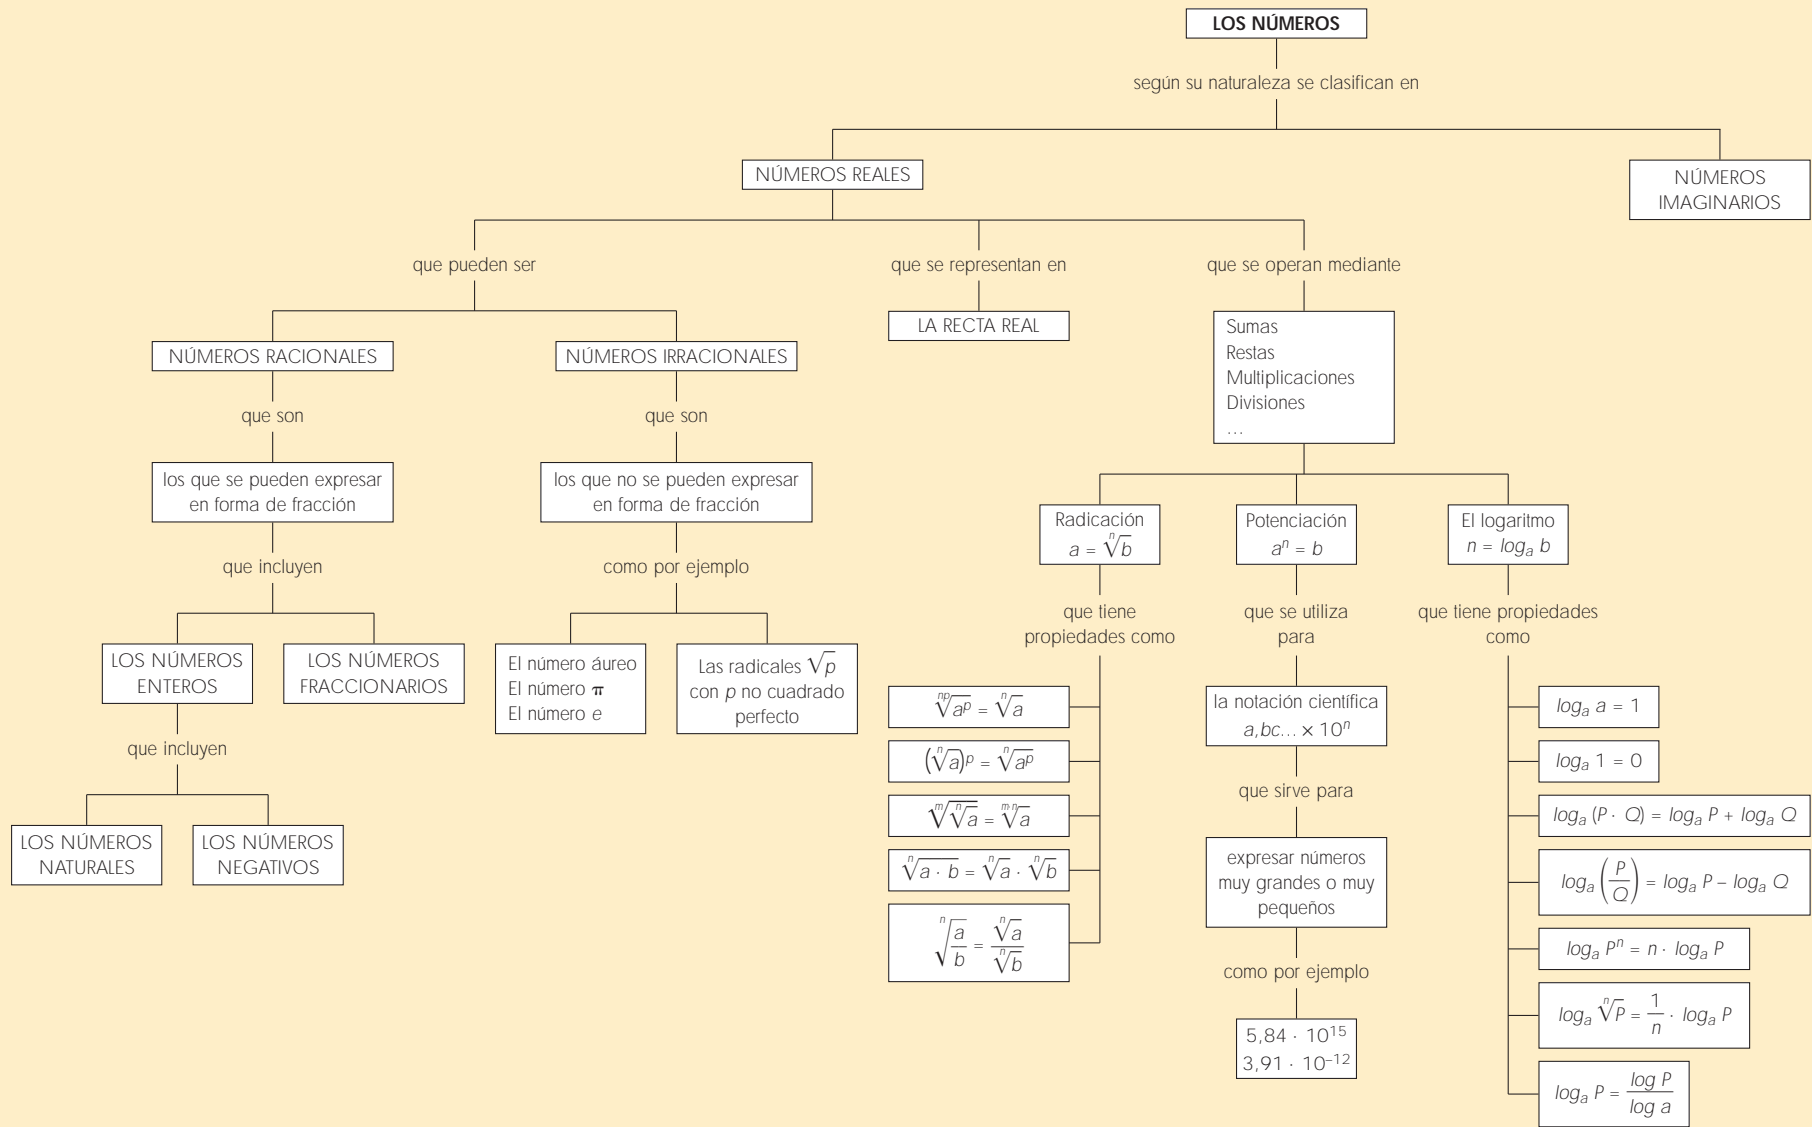 LOS NÚMEROS
según su naturaleza se clasifican en
NÚMEROS REALES
NÚMEROS
IMAGINARIOS
que pueden ser
que se representan en
que se operan mediante
NÚMEROS RACIONALES
NÚMEROS IRRACIONALES
LA RECTA REAL
Sumas
Restas
Multiplicaciones
Divisiones
…
que son
que son
los que se pueden expresar
en forma de fracción
los que no se pueden expresar
en forma de fracción
que incluyen
como por ejemplo
LOS NÚMEROS
ENTEROS
LOS NÚMEROS
FRACCIONARIOS
El número áureo
El número π
El número e
Las radicales √p
con p no cuadrado
perfecto
que incluyen
LOS NÚMEROS
NATURALES
LOS NÚMEROS
NEGATIVOS
Radicación
a = ⁿ√b
Potenciación
aⁿ = b
El logaritmo
n = logₐ b
que tiene
propiedades como
que se utiliza
para
que tiene propiedades
como
ⁿᵖ√aᵖ = ⁿ√a
(ⁿ√a)ᵖ = ⁿ√aᵖ
ᵐ√ⁿ√a = ᵐ·ⁿ√a
ⁿ√a · b = ⁿ√a · ⁿ√b
ⁿ√a/b = ⁿ√a/ⁿ√b
la notación científica
a,bc... × 10ⁿ
que sirve para
expresar números
muy grandes o muy
pequeños
como por ejemplo
5,84 · 10¹⁵
3,91 · 10⁻¹²
logₐ a = 1
logₐ 1 = 0
logₐ (P · Q) = logₐ P + logₐ Q
logₐ (P/Q) = logₐ P – logₐ Q
logₐ Pⁿ = n · logₐ P
logₐ ⁿ√P = 1/n · logₐ P
logₐ P = log P/log a